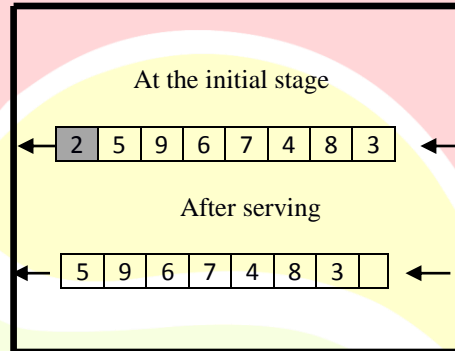 At the initial stage
2 5 9 6 7 4 8 3
After serving
5 9 6 7 4 8 3